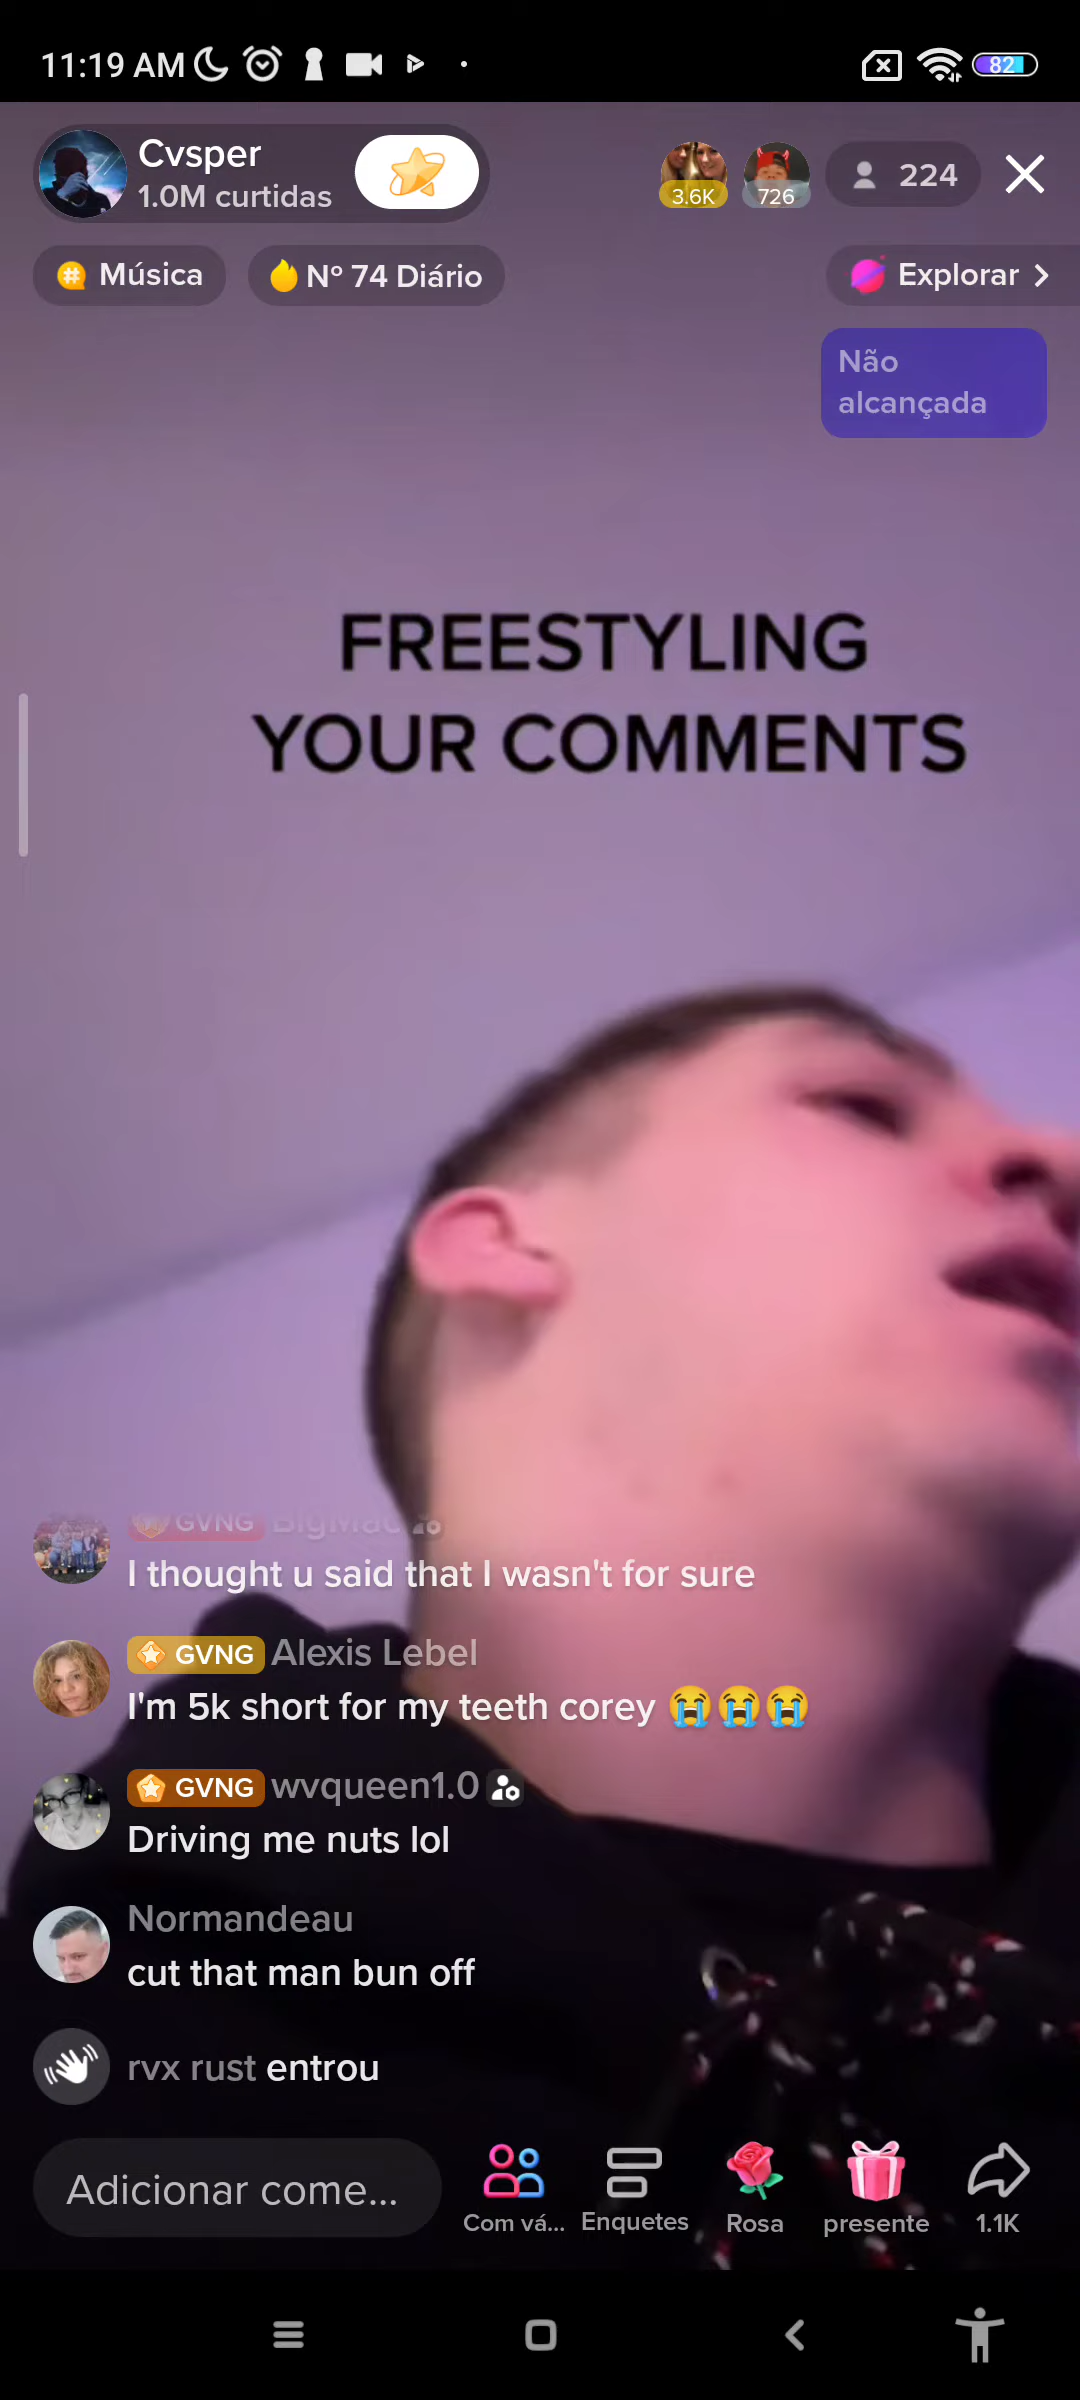 11:19 AM
82
Cvsper
1.0M curtidas
3.6K
726
224
Música
Nº 74 Diário
Explorar
Não
alcançada
FREESTYLING
YOUR COMMENTS
GVNG BigMac
I thought u said that I wasn't for sure
GVNG Alexis Lebel
I'm 5k short for my teeth corey 😭😭😭
GVNG wvqueen1.0
Driving me nuts lol
Normandeau
cut that man bun off
rvx rust entrou
Adicionar come...
Com vá...
Enquetes
Rosa
presente
1.1K